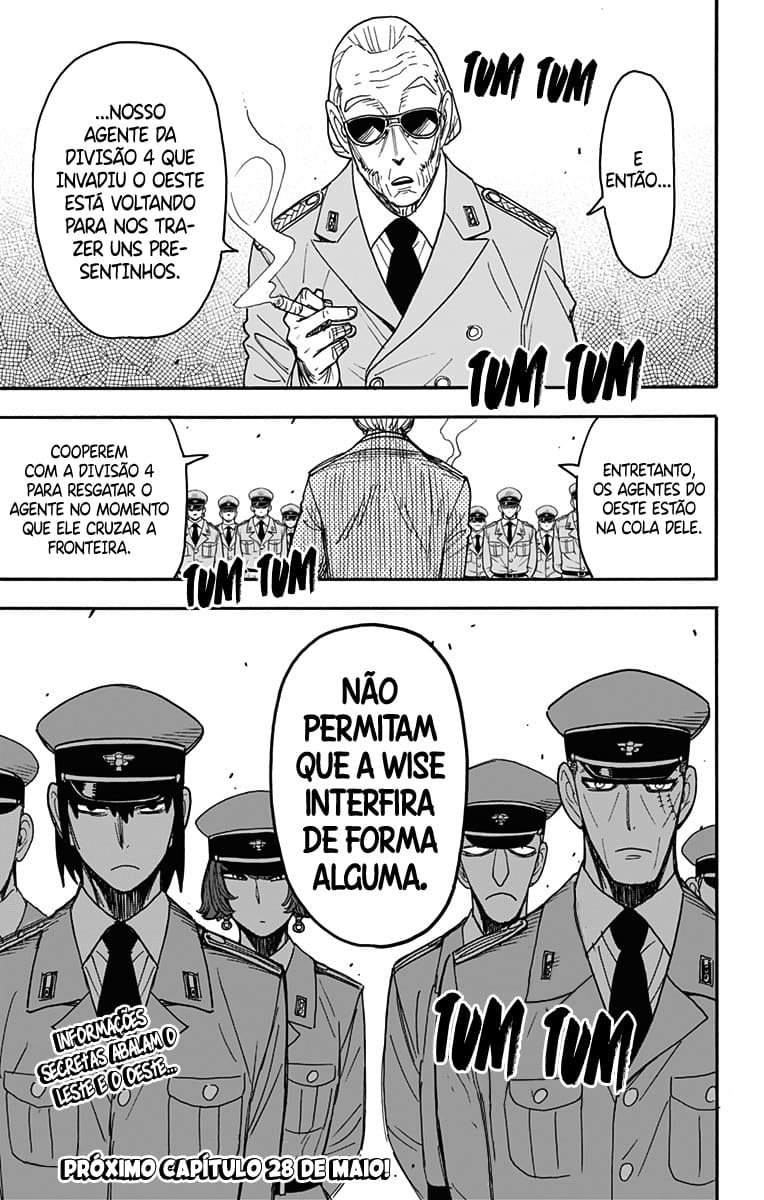 E
ENTÃO...
...NOSSO
AGENTE DA
DIVISÃO 4 QUE
INVADIU O OESTE
ESTÁ VOLTANDO
PARA NOS TRA-
ZER UNS PRE-
SENTINHOS.
TUM TUM
TUM TUM
ENTRETANTO,
OS AGENTES DO
OESTE ESTÃO
NA COLA DELE.
COOPEREM
COM A DIVISÃO 4
PARA RESGATAR O
AGENTE NO MOMENTO
QUE ELE CRUZAR A
FRONTEIRA.
TUM TUM
NÃO
PERMITAM
QUE A WISE
INTERFIRA
DE FORMA
ALGUMA.
TUM TUM
INFORMAÇÕES
SECRETAS ABALAM O
LESTE E O OESTE...
PRÓXIMO CAPÍTULO 28 DE MAIO!